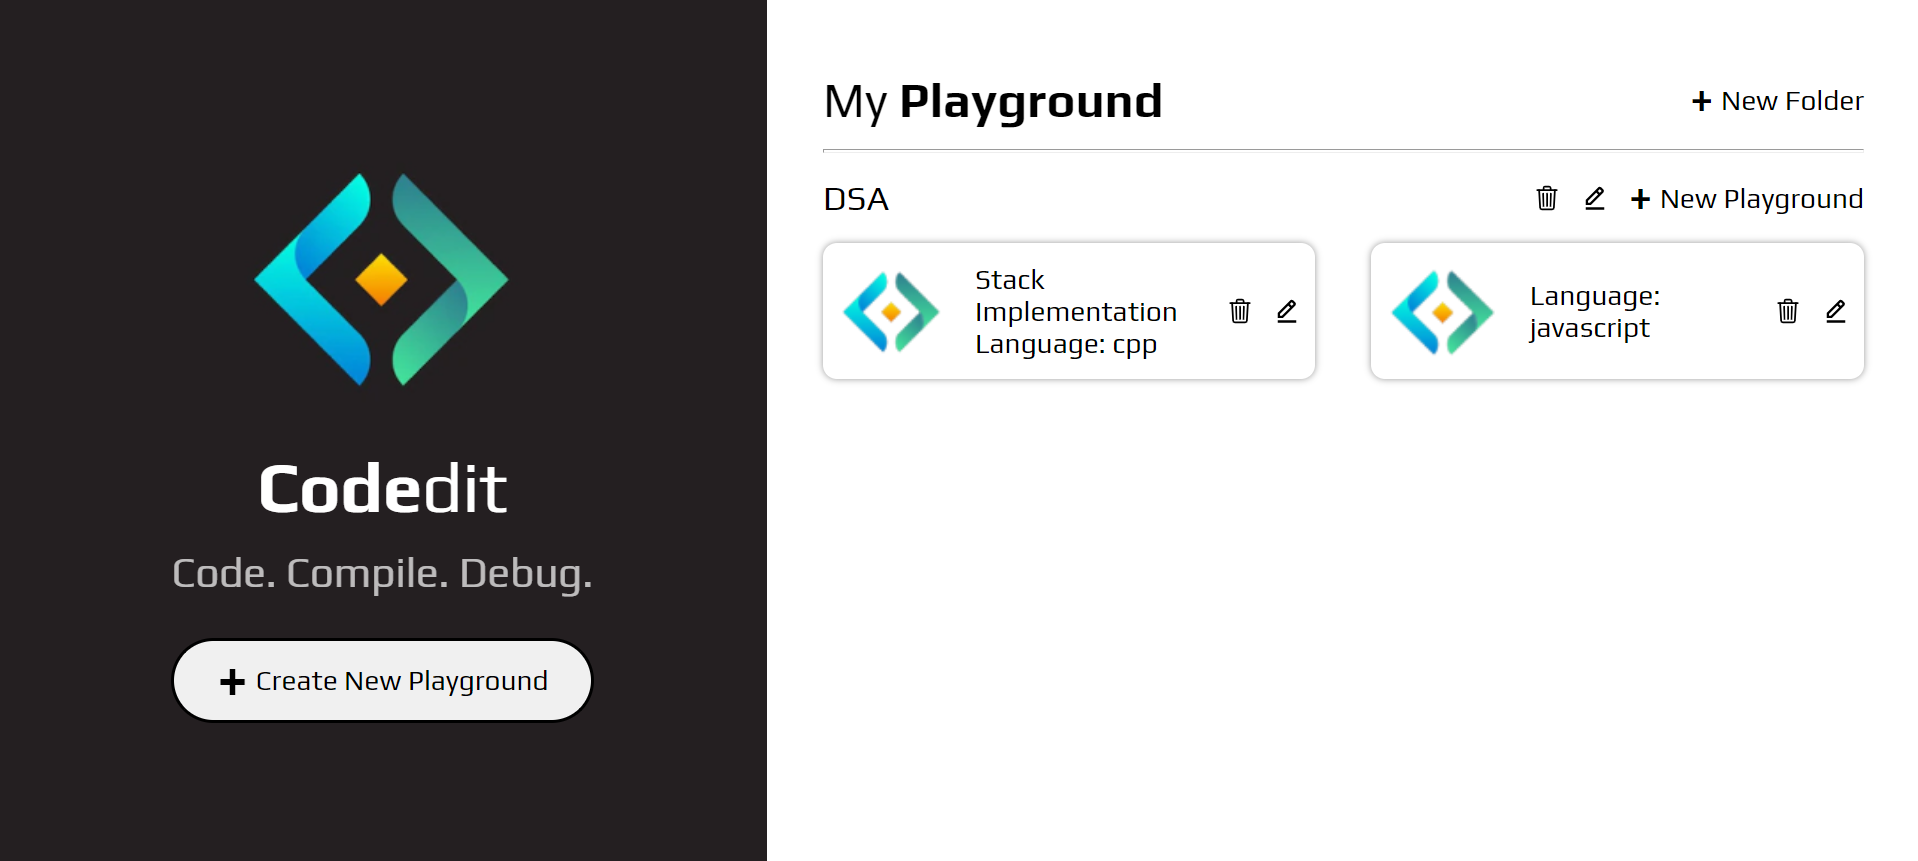 Codedit
Code. Compile. Debug.
+ Create New Playground
My Playground
+ New Folder
DSA
+ New Playground
Stack
Implementation
Language: cpp
Language:
javascript